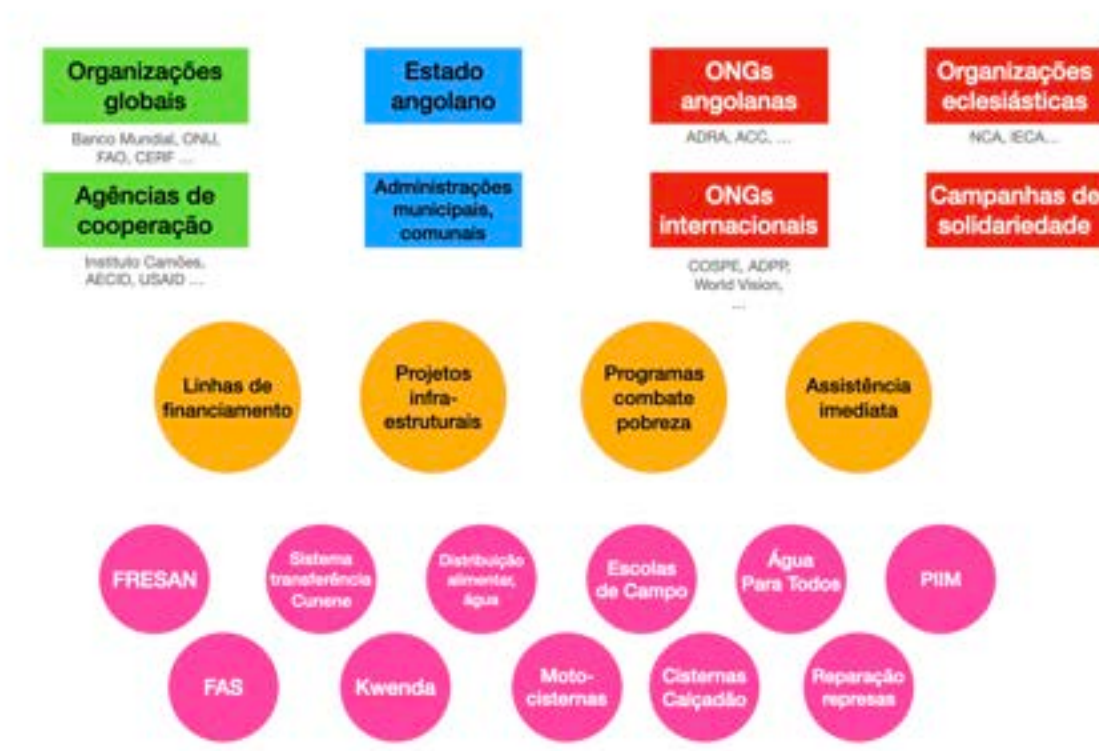 Organizações
globais
Banco Mundial, ONU,
FAO, CERF ...
Estado
angolano
ONGs
angolanas
ADRA, ACC, ...
Organizações
eclesiásticas
NCA, IECA...
Agências de
cooperação
Instituto Camões,
AECID, USAID ...
Administrações
municipais,
comunais
ONGs
internacionais
COSPE, ADPP,
World Vision,
...
Campanhas de
solidariedade
Linhas de
financiamento
Projetos
infra-
estruturais
Programas
combate
pobreza
Assistência
imediata
FRESAN
Sistema
transferência
Cunene
Distribuição
alimentar,
água
Escolas
de Campo
Água
Para Todos
PIIM
FAS
Kwenda
Moto-
cisternas
Cisternas
Calçadão
Reparação
represas